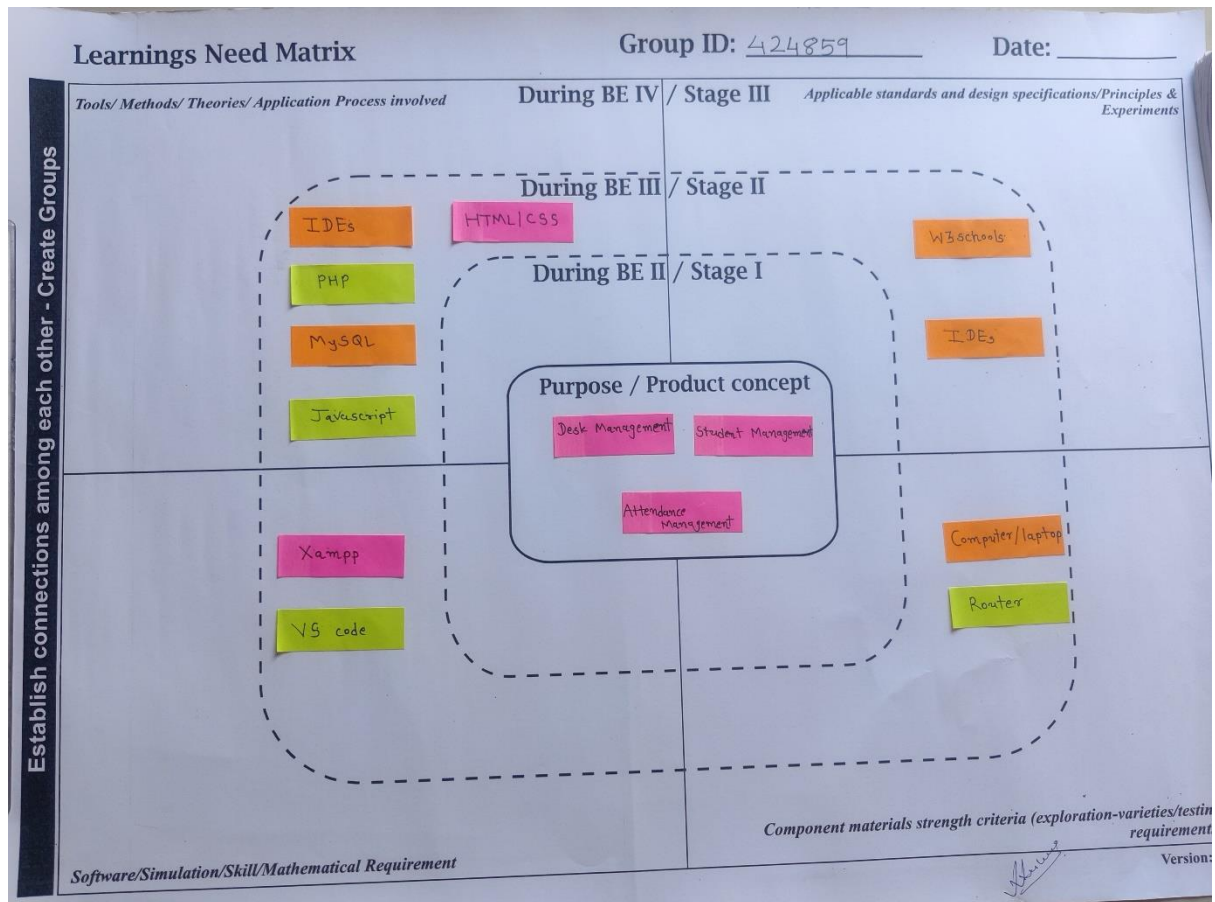 Learnings Need Matrix
Group ID: 424859
Date:
Establish connections among each other - Create Groups
Tools/ Methods/ Theories/ Application Process involved
During BE IV / Stage III
Applicable standards and design specifications/Principles &
Experiments
During BE III / Stage II
IDEs
HTML/CSS
W3schools
PHP
During BE II / Stage I
MySQL
IDEs
Javascript
Purpose / Product concept
Desk Management
Student Management
Attendance
Management
Xampp
Computer/laptop
VS code
Router
Component materials strength criteria (exploration-varieties/testin
requirement
Software/Simulation/Skill/Mathematical Requirement
Version: